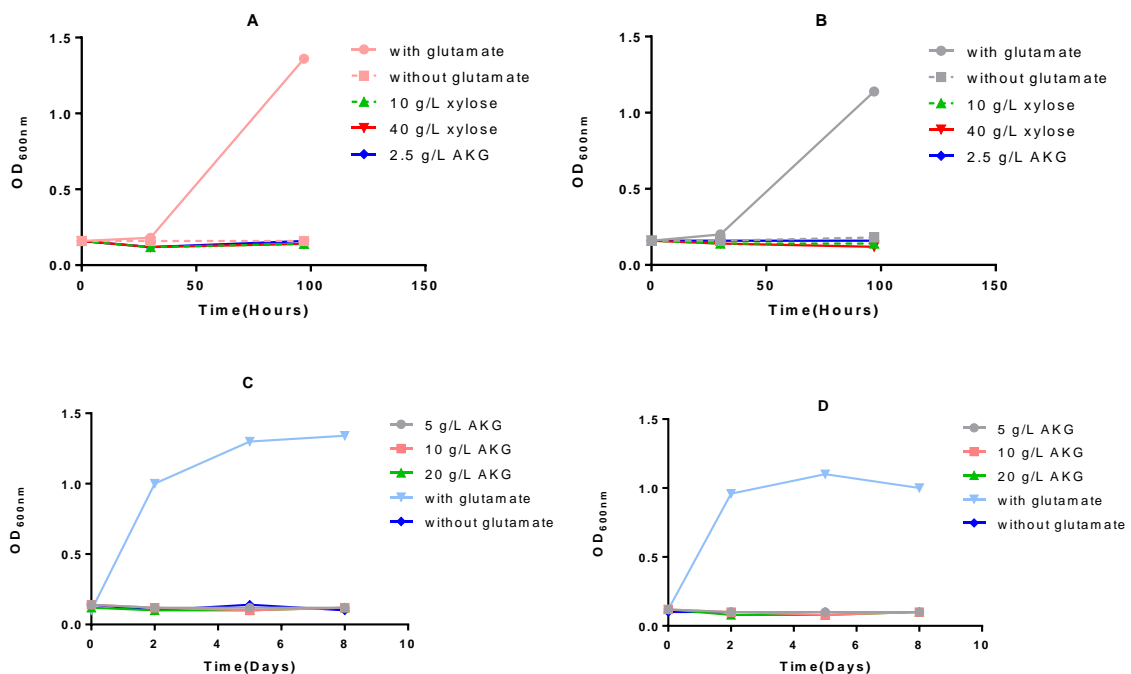 A
1.5
1.0
0.5
0.0
0 50 100 150
OD600nm
Time(Hours)
with glutamate
without glutamate
10 g/L xylose
40 g/L xylose
2.5 g/L AKG
B
1.5
1.0
0.5
0.0
0 50 100 150
OD600nm
Time(Hours)
with glutamate
without glutamate
10 g/L xylose
40 g/L xylose
2.5 g/L AKG
C
1.5
1.0
0.5
0.0
0 2 4 6 8 10
OD600nm
Time(Days)
5 g/L AKG
10 g/L AKG
20 g/L AKG
with glutamate
without glutamate
D
1.5
1.0
0.5
0.0
0 2 4 6 8 10
OD600nm
Time(Days)
5 g/L AKG
10 g/L AKG
20 g/L AKG
with glutamate
without glutamate